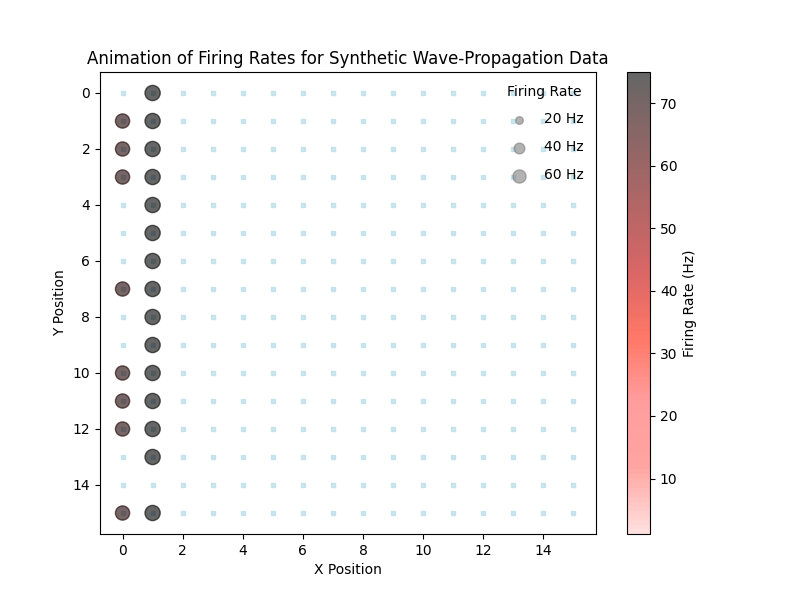 Animation of Firing Rates for Synthetic Wave-Propagation Data
Firing Rate
20 Hz
40 Hz
60 Hz
0
2
4
6
8
10
12
14
Y Position
0
2
4
6
8
10
12
14
X Position
70
60
50
40
30
20
10
Firing Rate (Hz)